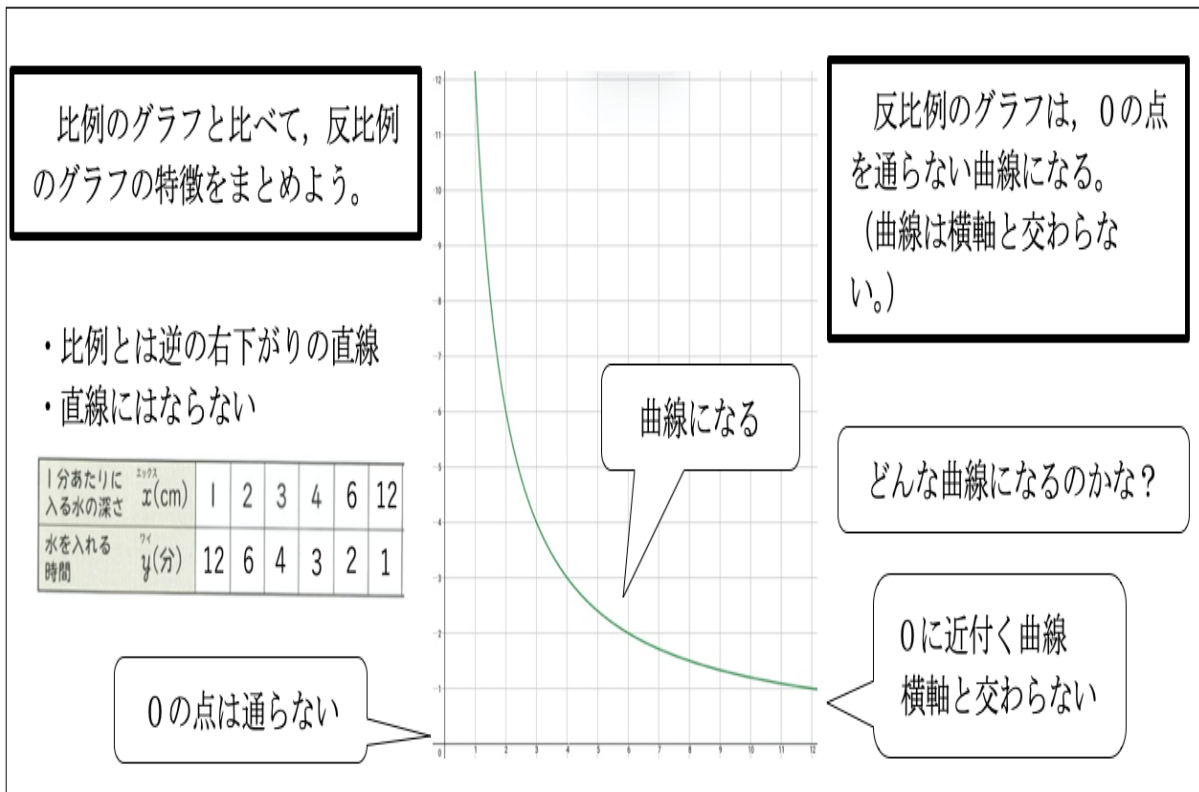 比例のグラフと比べて，反比例
のグラフの特徴をまとめよう。
・比例とは逆の右下がりの直線
・直線にはならない
1分あたりに
入る水の深さ
エックス
x(cm)
1 2 3 4 6 12
水を入れる
時間
ワイ
y(分)
12 6 4 3 2 1
0の点は通らない
12
11
10
9
8
7
6
5
4
3
2
1
0 1 2 3 4 5 6 7 8 9 10 11 12
曲線になる
反比例のグラフは，0の点
を通らない曲線になる。
（曲線は横軸と交わらな
い。）
どんな曲線になるのかな？
0に近付く曲線
横軸と交わらない